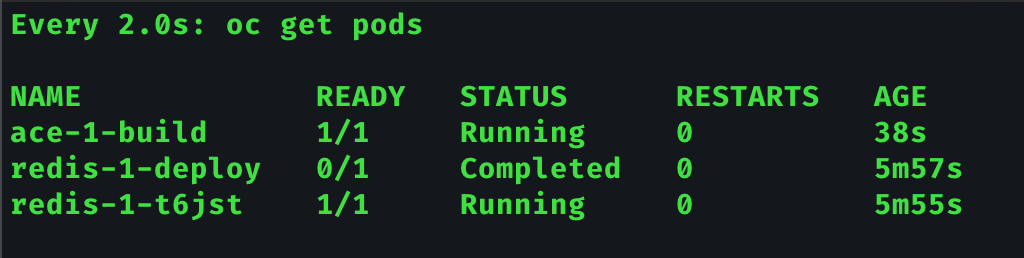 Every 2.0s: oc get pods
NAME READY STATUS RESTARTS AGE
ace-1-build 1/1 Running 0 38s
redis-1-deploy 0/1 Completed 0 5m57s
redis-1-t6jst 1/1 Running 0 5m55s